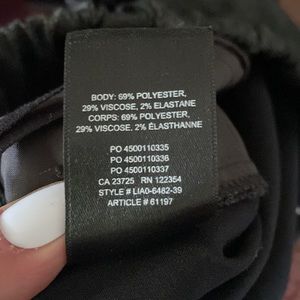 BODY: 69% POLYESTER,
29% VISCOSE, 2% ELASTANE
CORPS: 69% POLYESTER,
29% VISCOSE, 2% ÉLASTHANNE
PO 4500110335
PO 4500110336
PO 4500110337
CA 23725 RN 122354
STYLE # LIA0-6482-39
ARTICLE # 61197